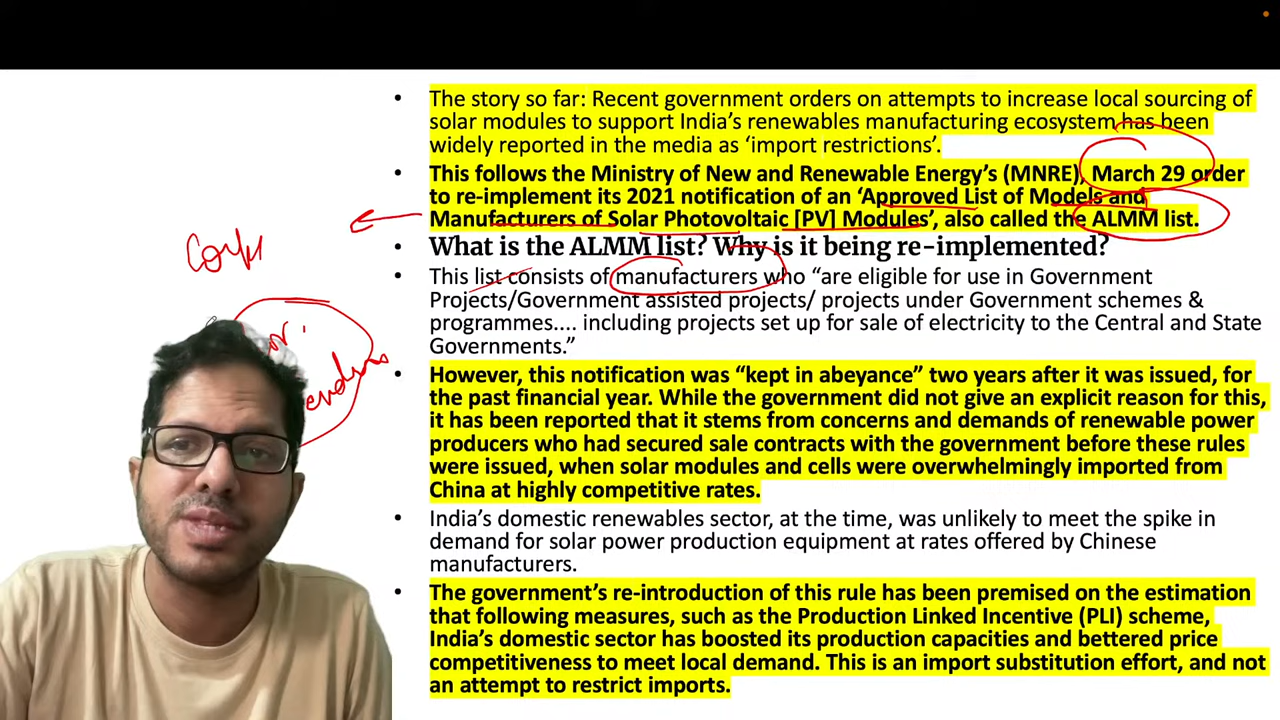 • The story so far: Recent government orders on attempts to increase local sourcing of
solar modules to support India’s renewables manufacturing ecosystem has been
widely reported in the media as ‘import restrictions’.
• This follows the Ministry of New and Renewable Energy’s (MNRE), March 29 order
to re-implement its 2021 notification of an ‘Approved List of Models and
Manufacturers of Solar Photovoltaic [PV] Modules’, also called the ALMM list.
• What is the ALMM list? Why is it being re-implemented?
• This list consists of manufacturers who “are eligible for use in Government
Projects/Government assisted projects/ projects under Government schemes &
programmes.... including projects set up for sale of electricity to the Central and State
Governments.”
• However, this notification was “kept in abeyance” two years after it was issued, for
the past financial year. While the government did not give an explicit reason for this,
it has been reported that it stems from concerns and demands of renewable power
producers who had secured sale contracts with the government before these rules
were issued, when solar modules and cells were overwhelmingly imported from
China at highly competitive rates.
• India’s domestic renewables sector, at the time, was unlikely to meet the spike in
demand for solar power production equipment at rates offered by Chinese
manufacturers.
• The government’s re-introduction of this rule has been premised on the estimation
that following measures, such as the Production Linked Incentive (PLI) scheme,
India’s domestic sector has boosted its production capacities and bettered price
competitiveness to meet local demand. This is an import substitution effort, and not
an attempt to restrict imports.